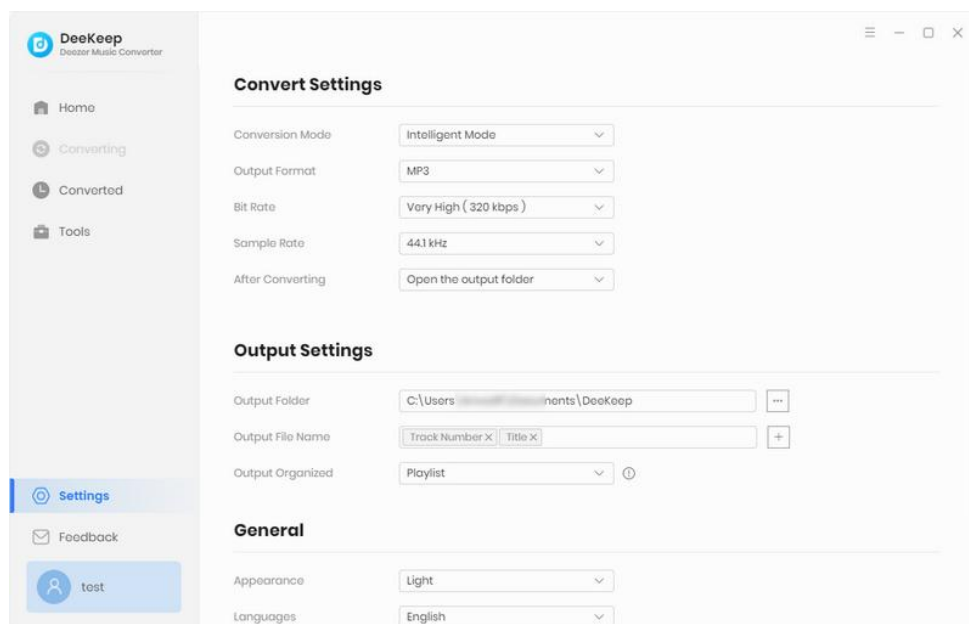 DeeKeep
Deezer Music Converter
Home
Converting
Converted
Tools
Settings
Feedback
test
Convert Settings
Conversion Mode Intelligent Mode
Output Format MP3
Bit Rate Very High ( 320 kbps )
Sample Rate 44.1 kHz
After Converting Open the output folder
Output Settings
Output Folder C:\Users ments\DeeKeep
Output File Name Track Number × Title ×
Output Organized Playlist
General
Appearance Light
Languages English